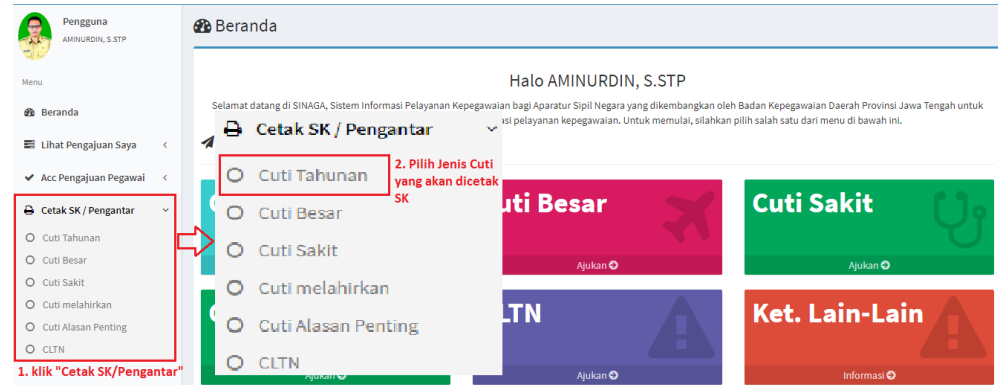 Pengguna
AMINURDIN, S.STP
Menu
Beranda
Lihat Pengajuan Saya
Acc Pengajuan Pegawai
Cetak SK / Pengantar
Cuti Tahunan
Cuti Besar
Cuti Sakit
Cuti melahirkan
Cuti Alasan Penting
CLTN
1. klik "Cetak SK/Pengantar"
Beranda
Halo AMINURDIN, S.STP
Selamat datang di SINAGA, Sistem Informasi Pelayanan Kepegawaian bagi Aparatur Sipil Negara yang dikembangkan oleh Badan Kepegawaian Daerah Provinsi Jawa Tengah untuk
si pelayanan kepegawaian. Untuk memulai, silahkan pilih salah satu dari menu di bawah ini.
Cetak SK / Pengantar
Cuti Tahunan
Cuti Besar
Cuti Sakit
Cuti melahirkan
Cuti Alasan Penting
CLTN
2. Pilih Jenis Cuti
yang akan dicetak
SK
uti Besar
Ajukan
Cuti Sakit
Ajukan
Ajukan
LTN
Ajukan
Ket. Lain-Lain
Informasi